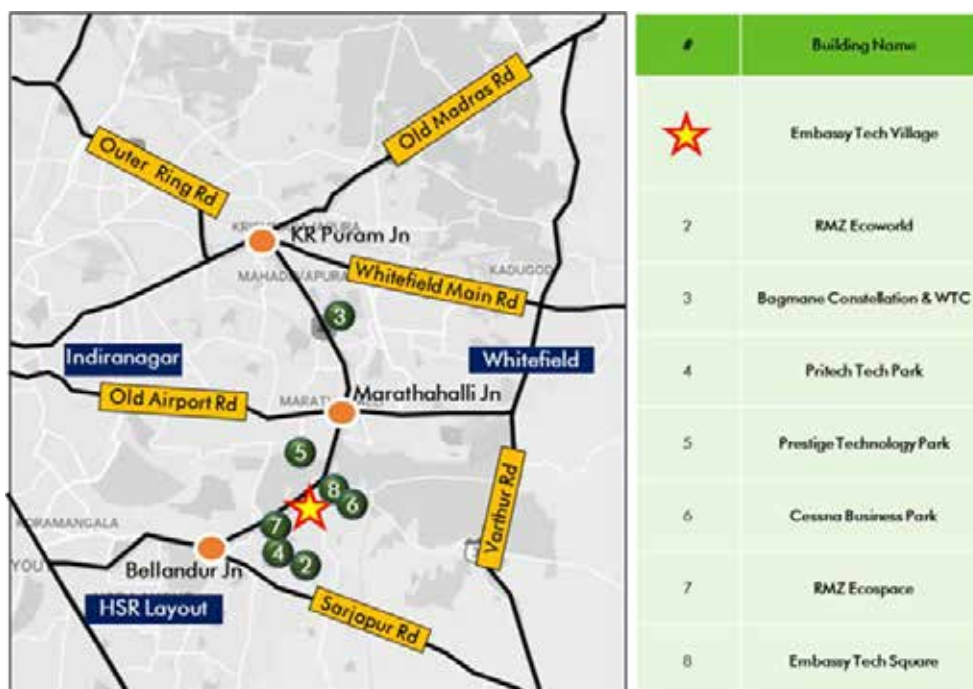 Old Madras Rd
Outer Ring Rd
KR Puram Jn
MAHADEVAPURA
Whitefield Main Rd
KADUGOD
3
Indiranagar
Whitefield
Marathahalli Jn
Old Airport Rd
5
8
6
7
4
2
KORAMANGALA
YOU
Bellandur Jn
HSR Layout
Sarjapur Rd
Varthur Rd
# Building Name
Embassy Tech Village
2 RMZ Ecoworld
3 Bagmane Constellation & WTC
4 Pritech Tech Park
5 Prestige Technology Park
6 Cessna Business Park
7 RMZ Ecospace
8 Embassy Tech Square